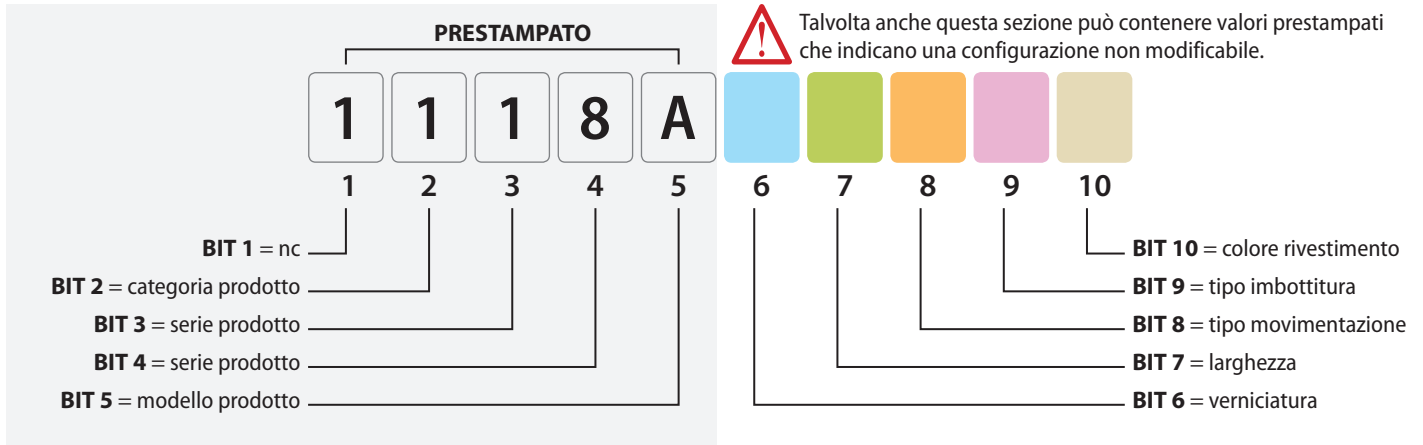 PRESTAMPATO
Talvolta anche questa sezione può contenere valori prestampati
che indicano una configurazione non modificabile.
1 1 1 8 A
1 2 3 4 5 6 7 8 9 10
BIT 1 = nc
BIT 2 = categoria prodotto
BIT 3 = serie prodotto
BIT 4 = serie prodotto
BIT 5 = modello prodotto
BIT 10 = colore rivestimento
BIT 9 = tipo imbottitura
BIT 8 = tipo movimentazione
BIT 7 = larghezza
BIT 6 = verniciatura